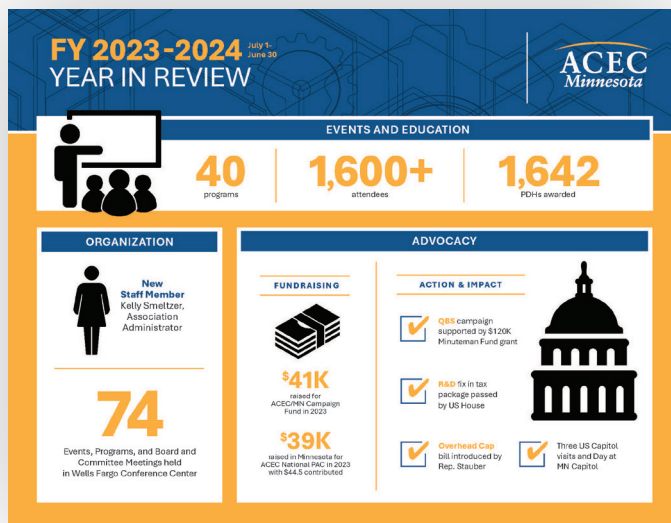 FY 2023-2024 July 1-
June 30
YEAR IN REVIEW
ACEC
Minnesota
EVENTS AND EDUCATION
40
programs
1,600+
attendees
1,642
PDHs awarded
ORGANIZATION
New
Staff Member
Kelly Smeltzer,
Association
Administrator
74
Events, Programs, and Board and
Committee Meetings held
in Wells Fargo Conference Center
ADVOCACY
FUNDRAISING
$41K
raised for
ACEC/MN Campaign
Fund in 2023
$39K
raised in Minnesota for
ACEC National PAC in 2023
with $44.5 contributed
ACTION & IMPACT
QBS campaign
supported by $120K
Minuteman Fund grant
R&D fix in tax
package passed
by US House
Overhead Cap
bill introduced by
Rep. Stauber
Three US Capitol
visits and Day at
MN Capitol